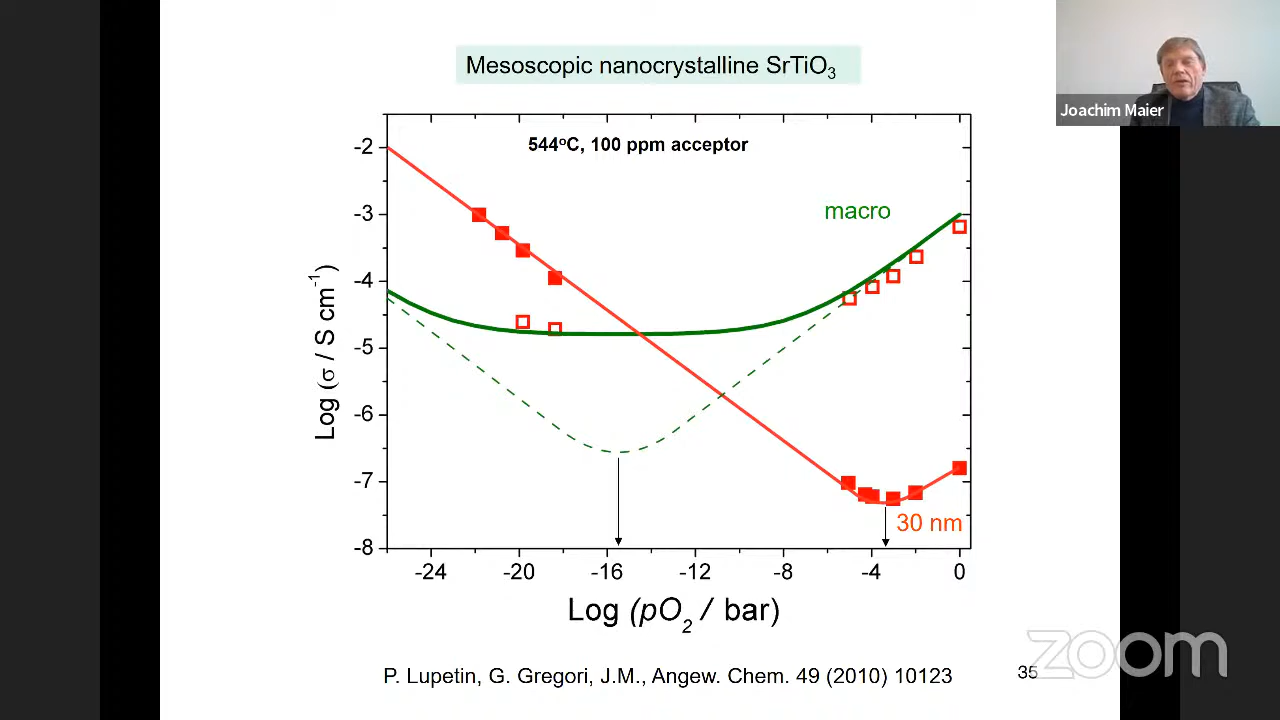 Mesoscopic nanocrystalline SrTiO₃
Joachim Maier
544°C, 100 ppm acceptor
macro
30 nm
-2
-3
-4
-5
-6
-7
-8
Log (σ / S cm⁻¹)
-24 -20 -16 -12 -8 -4 0
Log (pO₂ / bar)
P. Lupetin, G. Gregori, J.M., Angew. Chem. 49 (2010) 10123
35
zoom